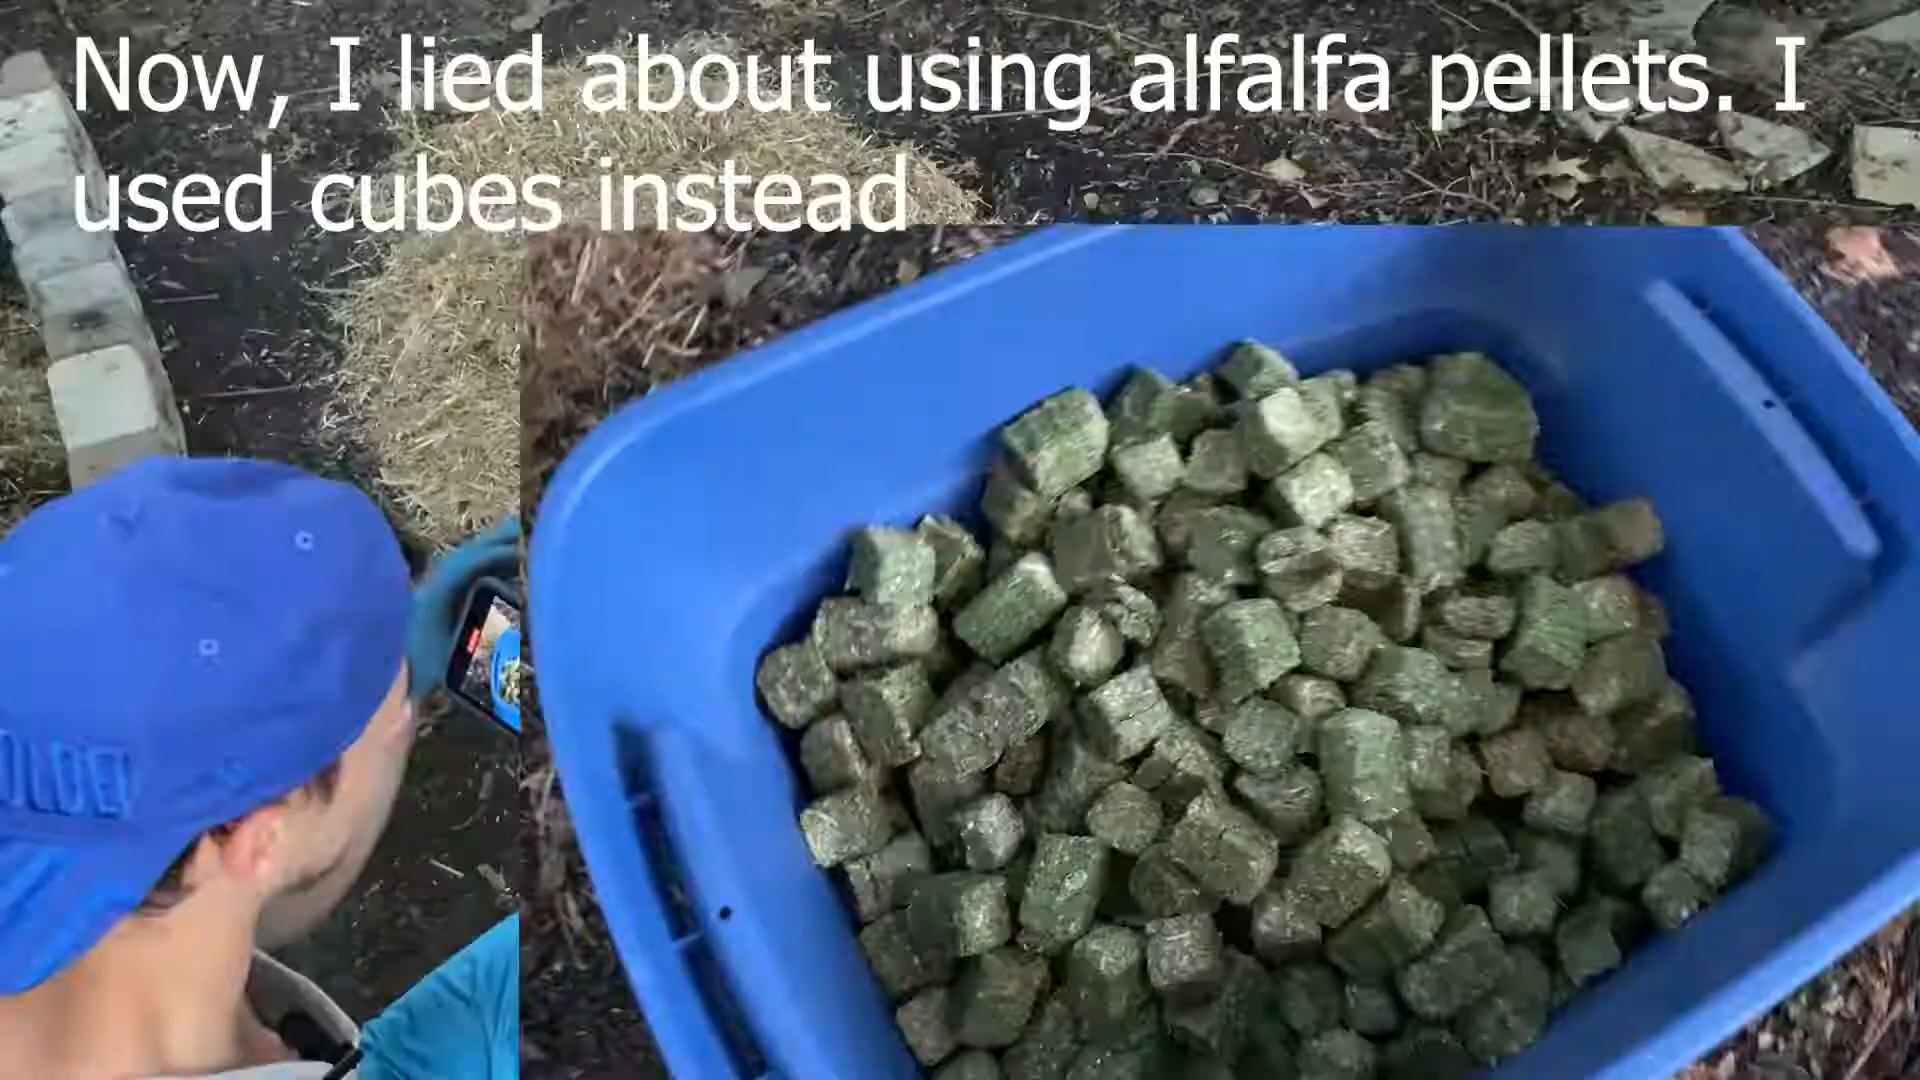 Now, I lied about using alfalfa pellets. I
used cubes instead